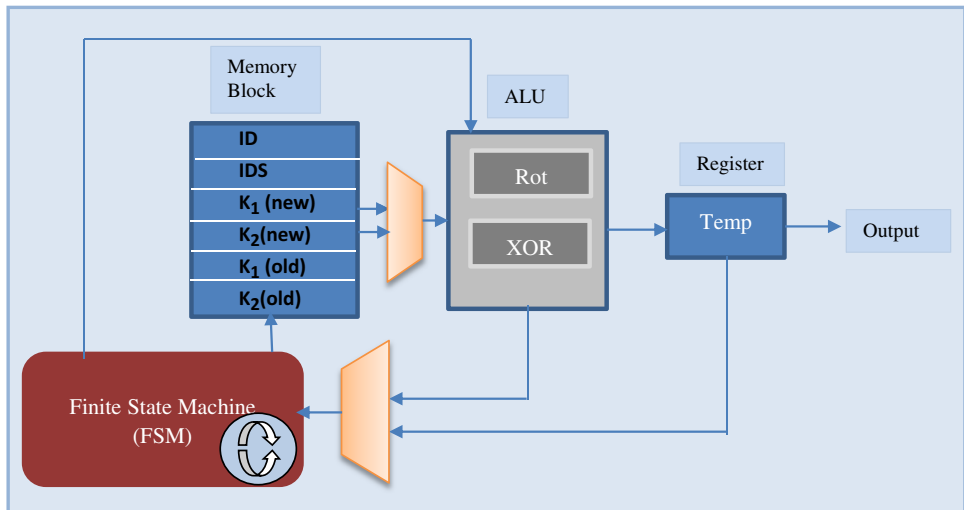 Memory
Block
ALU
ID
IDS
K₁ (new)
K₂(new)
K₁ (old)
K₂(old)
Rot
XOR
Register
Temp
Output
Finite State Machine
(FSM)